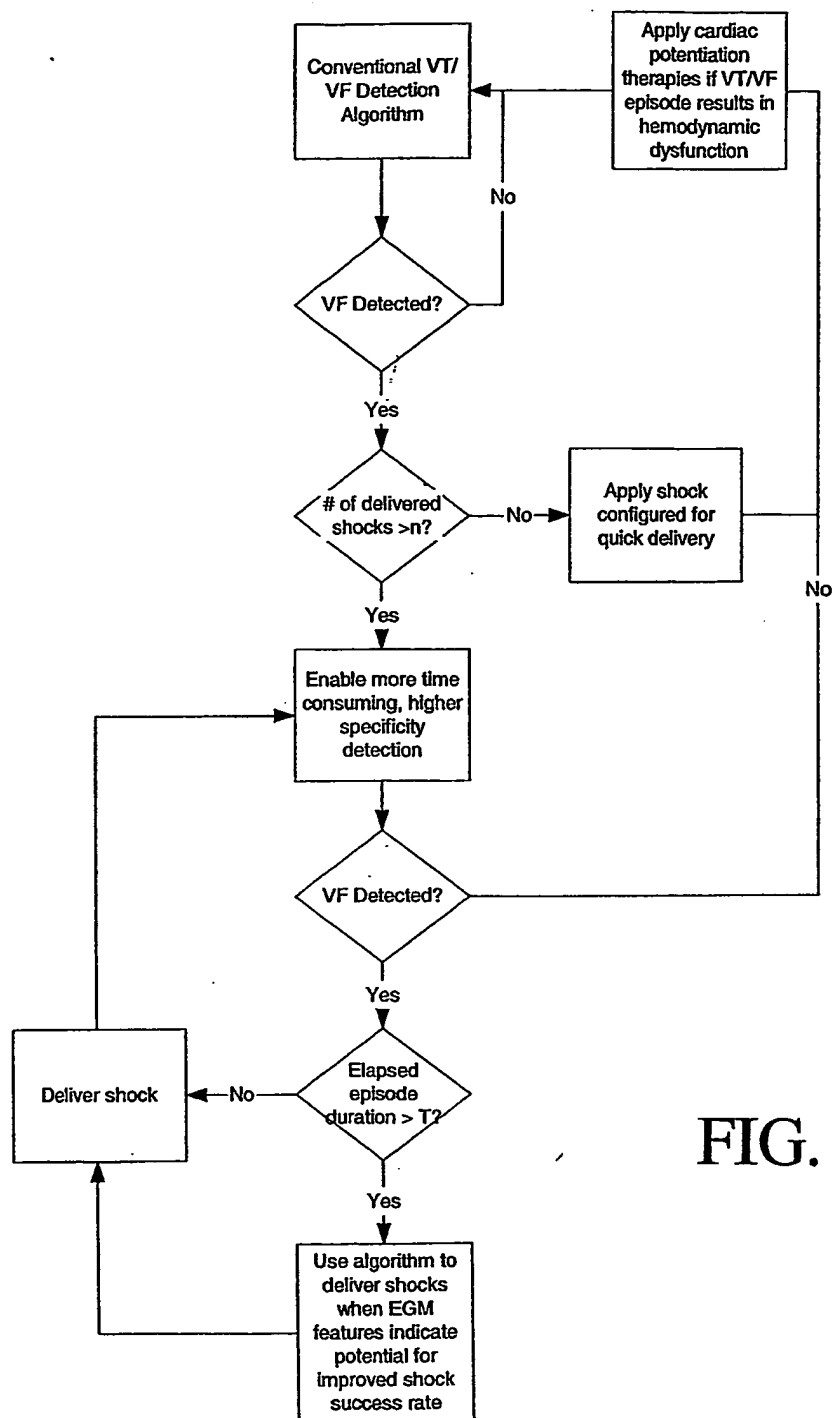 Conventional VT/
VF Detection
Algorithm
Apply cardiac
potentiation
therapies if VT/VF
episode results in
hemodynamic
dysfunction
No
VF Detected?
Yes
# of delivered
shocks >n?
No
Apply shock
configured for
quick delivery
No
Yes
Enable more time
consuming, higher
specificity
detection
VF Detected?
Yes
Deliver shock
No
Elapsed
episode
duration > T?
FIG.
Yes
Use algorithm to
deliver shocks
when EGM
features indicate
potential for
improved shock
success rate